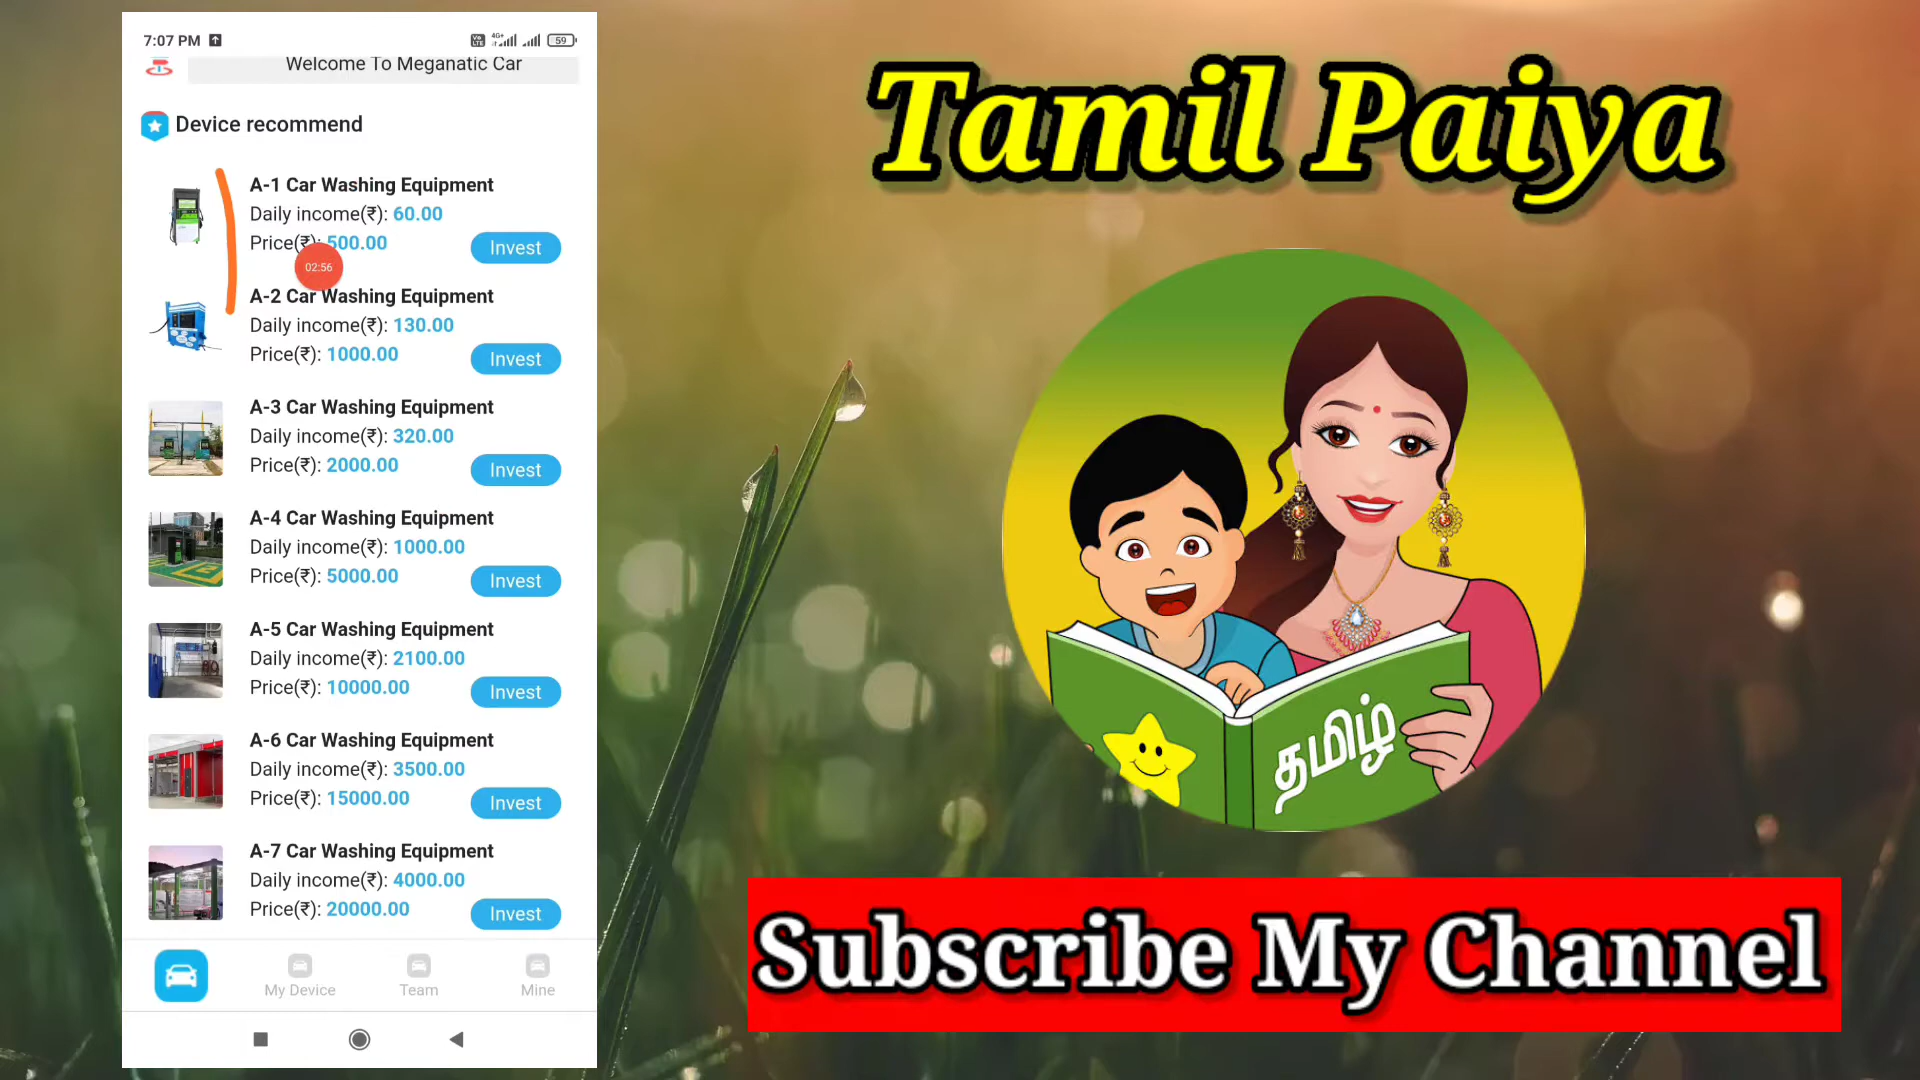 7:07 PM
4G+
Vo LTE
59
Welcome To Meganatic Car
Device recommend
A-1 Car Washing Equipment
Daily income(₹): 60.00
Price(₹): 500.00
Invest
02:56
A-2 Car Washing Equipment
Daily income(₹): 130.00
Price(₹): 1000.00
Invest
A-3 Car Washing Equipment
Daily income(₹): 320.00
Price(₹): 2000.00
Invest
A-4 Car Washing Equipment
Daily income(₹): 1000.00
Price(₹): 5000.00
Invest
A-5 Car Washing Equipment
Daily income(₹): 2100.00
Price(₹): 10000.00
Invest
A-6 Car Washing Equipment
Daily income(₹): 3500.00
Price(₹): 15000.00
Invest
A-7 Car Washing Equipment
Daily income(₹): 4000.00
Price(₹): 20000.00
Invest
My Device
Team
Mine
Tamil Paiya
தமிழ்
Subscribe My Channel